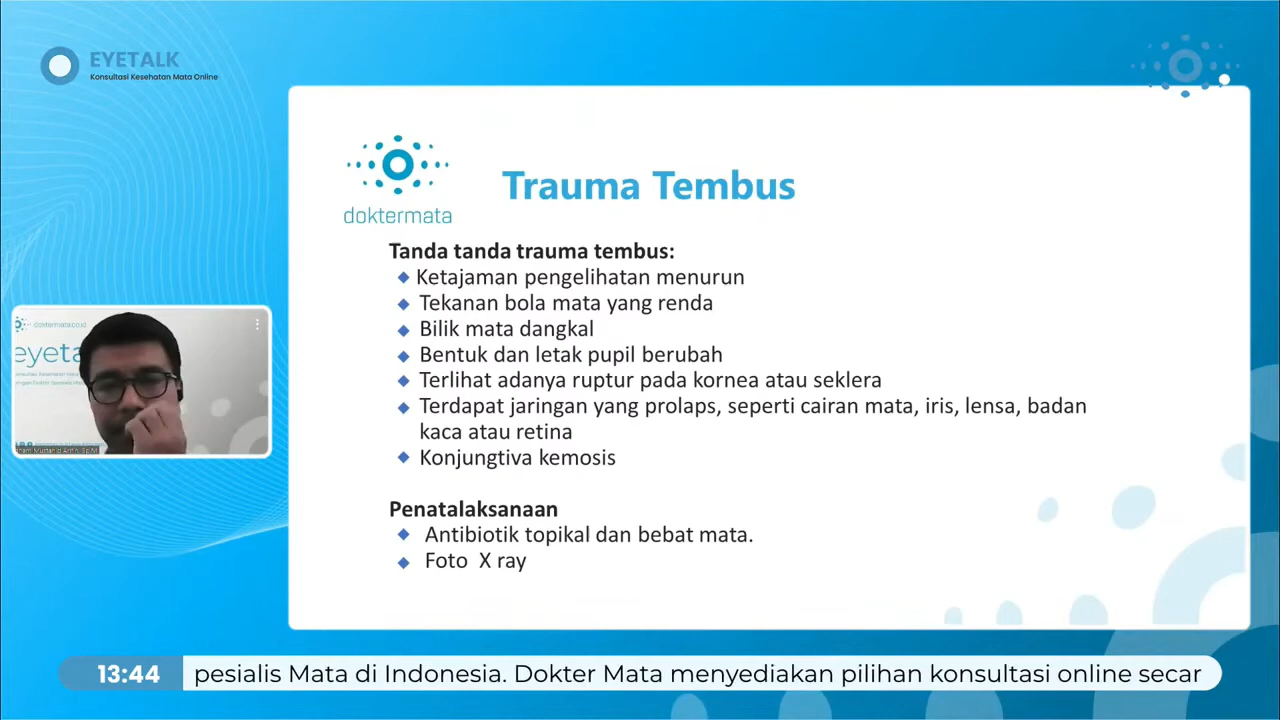 EYETALK
Konsultasi Kesehatan Mata Online
doktermata
Trauma Tembus
Tanda tanda trauma tembus:
Ketajaman pengelihatan menurun
Tekanan bola mata yang renda
Bilik mata dangkal
Bentuk dan letak pupil berubah
Terlihat adanya ruptur pada kornea atau seklera
Terdapat jaringan yang prolaps, seperti cairan mata, iris, lensa, badan
kaca atau retina
Konjungtiva kemosis
Penatalaksanaan
Antibiotik topikal dan bebat mata.
Foto X ray
doktermata.co.id
eyeta
13:44
pesialis Mata di Indonesia. Dokter Mata menyediakan pilihan konsultasi online secar